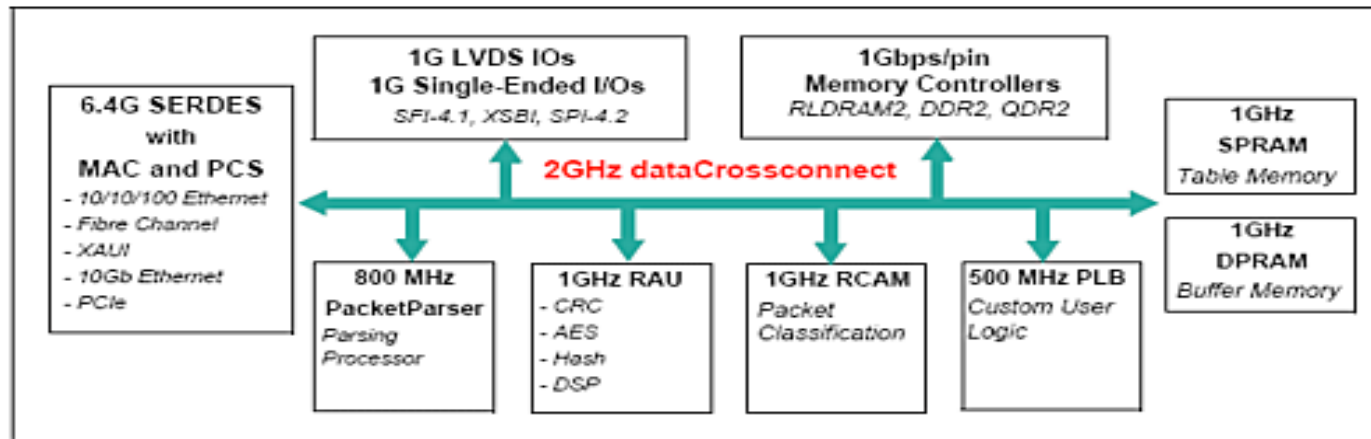 6.4G SERDES
with
MAC and PCS
- 10/10/100 Ethernet
- Fibre Channel
- XAUI
- 10Gb Ethernet
- PCIe
1G LVDS IOs
1G Single-Ended I/Os
SFI-4.1, XSBI, SPI-4.2
1Gbps/pin
Memory Controllers
RLDRAM2, DDR2, QDR2
1GHz
SPRAM
Table Memory
2GHz dataCrossconnect
1GHz
DPRAM
Buffer Memory
800 MHz
PacketParser
Parsing
Processor
1GHz RAU
- CRC
- AES
- Hash
- DSP
1GHz RCAM
Packet
Classification
500 MHz PLB
Custom User
Logic